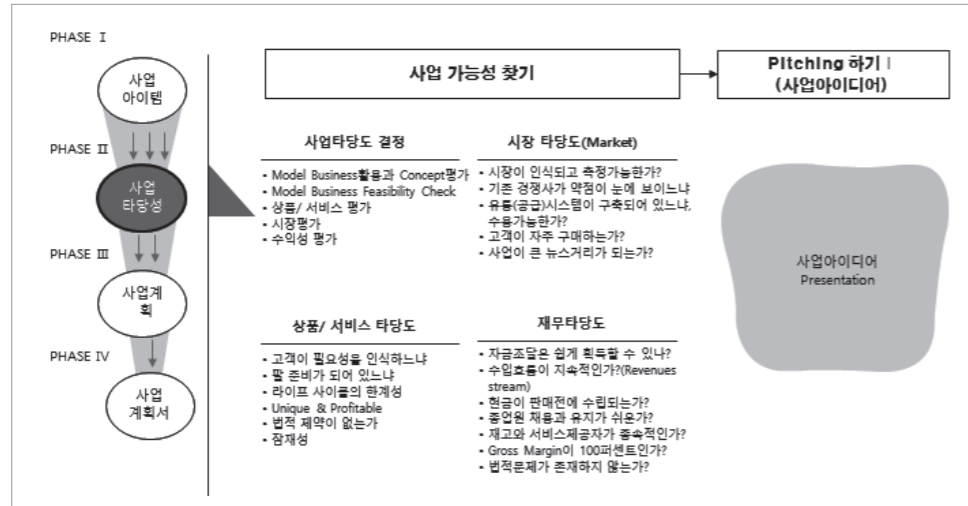 PHASE Ⅰ
사업
아이템
PHASE Ⅱ
사업
타당성
PHASE Ⅲ
사업계
획
PHASE Ⅳ
사업
계획서
사업 가능성 찾기
Pitching 하기 Ⅰ
(사업아이디어)
사업타당도 결정
• Model Business활용과 Concept평가
• Model Business Feasibility Check
• 상품/ 서비스 평가
• 시장평가
• 수익성 평가
시장 타당도(Market)
• 시장이 인식되고 측정가능한가?
• 기존 경쟁사가 약점이 눈에 보이느냐
• 유통(공급)시스템이 구축되어 있느냐,
수용가능한가?
• 고객이 자주 구매하는가?
• 사업이 큰 뉴스거리가 되는가?
상품/ 서비스 타당도
• 고객이 필요성을 인식하느냐
• 팔 준비가 되어 있느냐
• 라이프 사이클의 한계성
• Unique & Profitable
• 법적 제약이 없는가
• 잠재성
재무타당도
• 자금조달은 쉽게 획득할 수 있나?
• 수입흐름이 지속적인가?(Revenues
stream)
• 현금이 판매전에 수립되는가?
• 종업원 채용과 유지가 쉬운가?
• 재고와 서비스제공자가 종속적인가?
• Gross Margin이 100퍼센트인가?
• 법적문제가 존재하지 않는가?
사업아이디어
Presentation